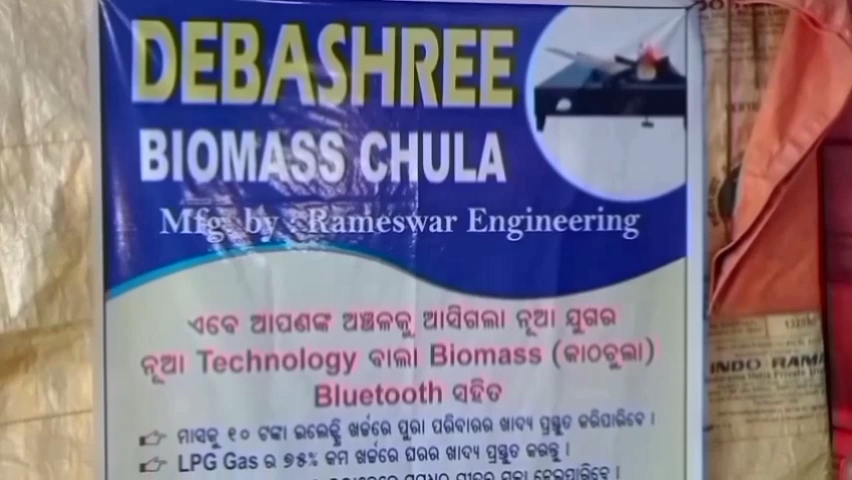 DEBASHREE
BIOMASS CHULA
Mfg. by : Rameswar Engineering
ଏବେ ଆପଣଙ୍କ ଅଞ୍ଚଳକୁ ଆସିଗଲା ନୂଆ ଯୁଗର
ନୂଆ Technology ବାଲା Biomass (କାଠଚୁଲା)
Bluetooth ସହିତ
ମାସକୁ ୧୦ ଟଙ୍କା ଇଲେକ୍ଟ୍ରି ଖର୍ଚ୍ଚରେ ପୁରା ପରିବାରର ଖାଦ୍ୟ ପ୍ରସ୍ତୁତ କରିପାରିବେ ।
LPG Gas ର ୭୫% କମ ଖର୍ଚ୍ଚରେ ଘରର ଖାଦ୍ୟ ପ୍ରସ୍ତୁତ କରନ୍ତୁ ।
INDO RAMA